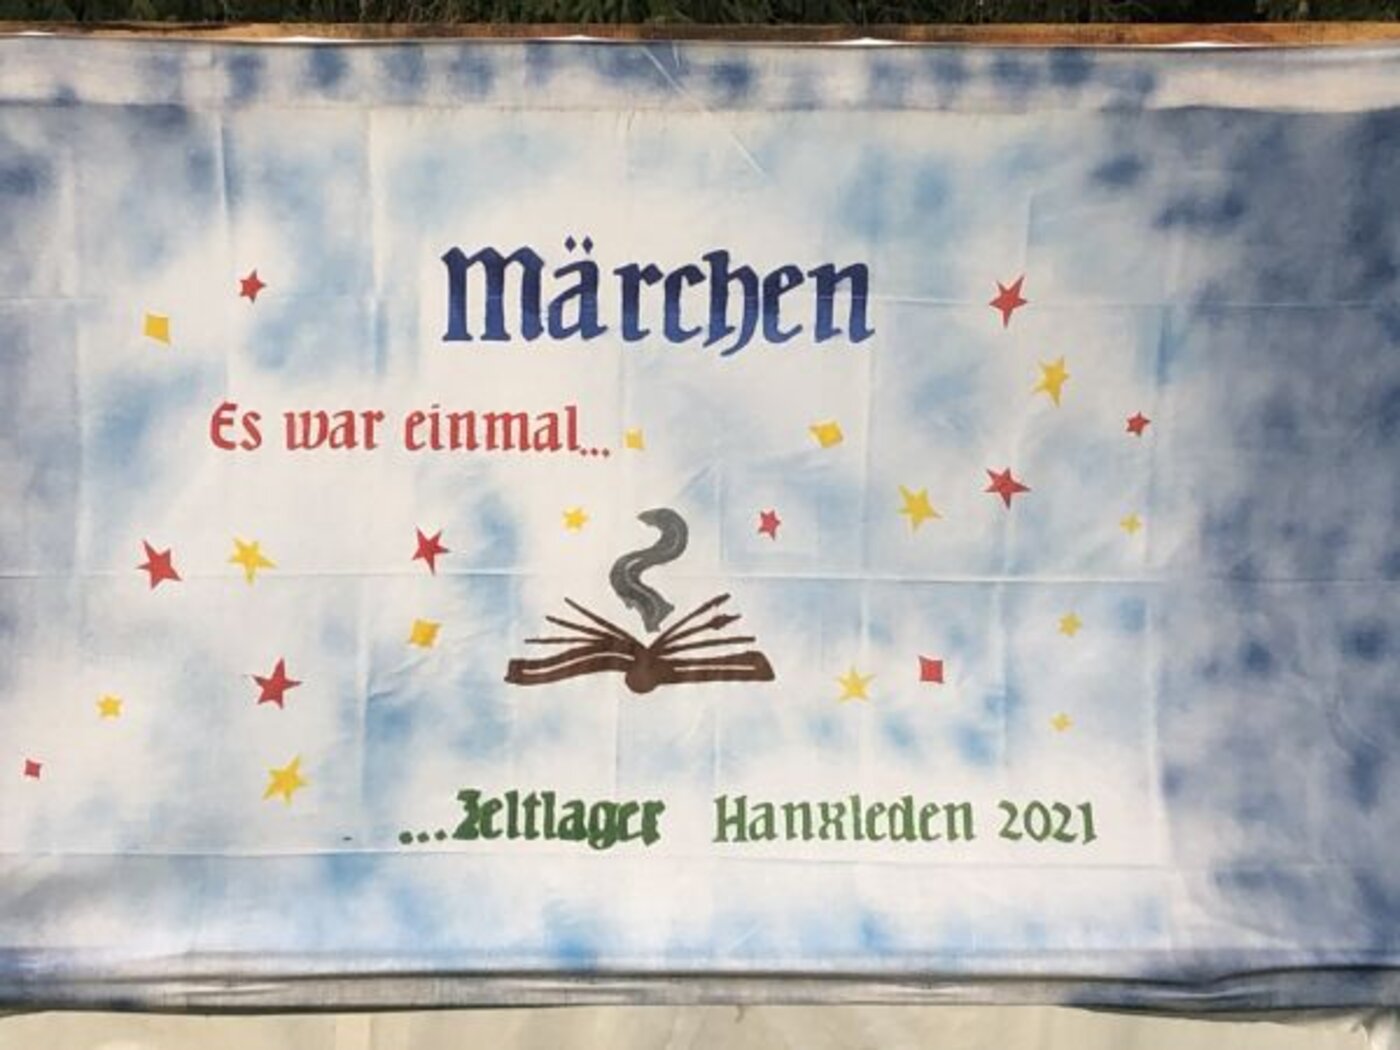 Märchen
Es war einmal...
...Zeltlager Hanxleden 2021